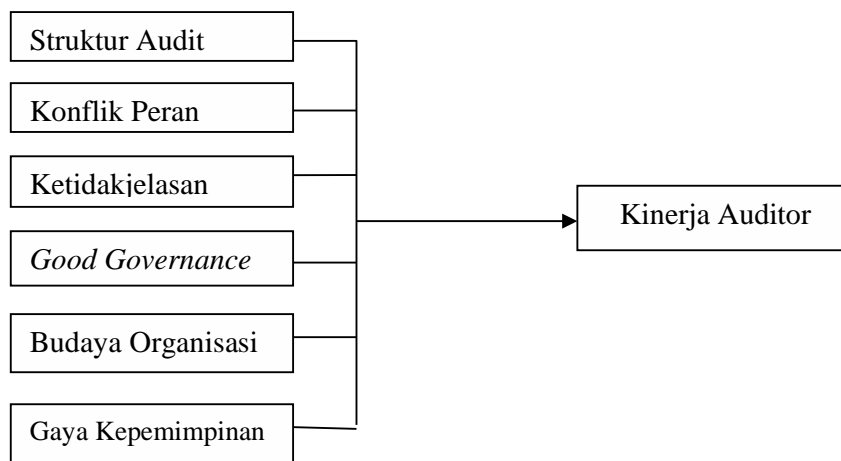 Struktur Audit
Konflik Peran
Ketidakjelasan
Good Governance
Kinerja Auditor
Budaya Organisasi
Gaya Kepemimpinan